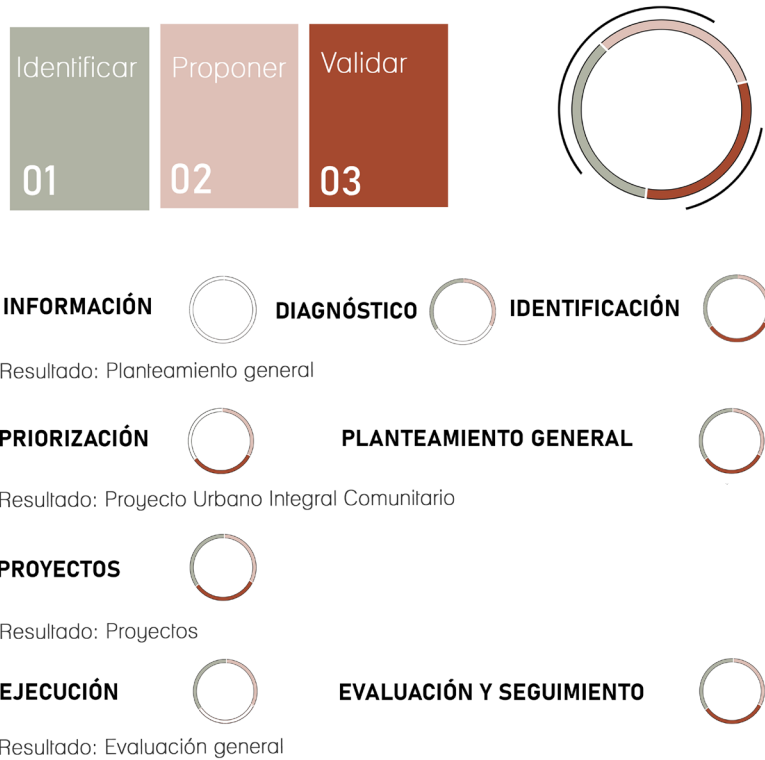 Identificar
Proponer
Validar
01
02
03
INFORMACIÓN
DIAGNÓSTICO
IDENTIFICACIÓN
Resultado: Planteamiento general
PRIORIZACIÓN
PLANTEAMIENTO GENERAL
Resultado: Proyecto Urbano Integral Comunitario
PROYECTOS
Resultado: Proyectos
EJECUCIÓN
EVALUACIÓN Y SEGUIMIENTO
Resultado: Evaluación general